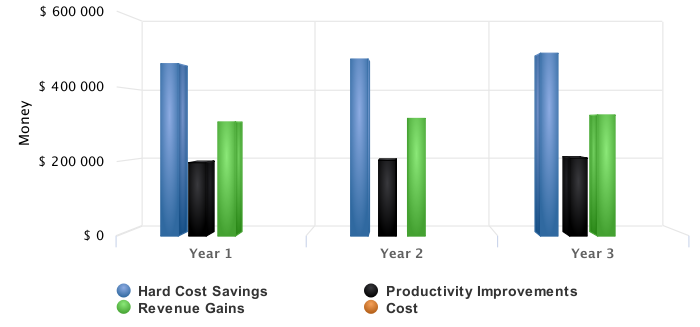 $ 600 000
$ 400 000
$ 200 000
$ 0
Money
Year 1
Year 2
Year 3
Hard Cost Savings
Productivity Improvements
Revenue Gains
Cost